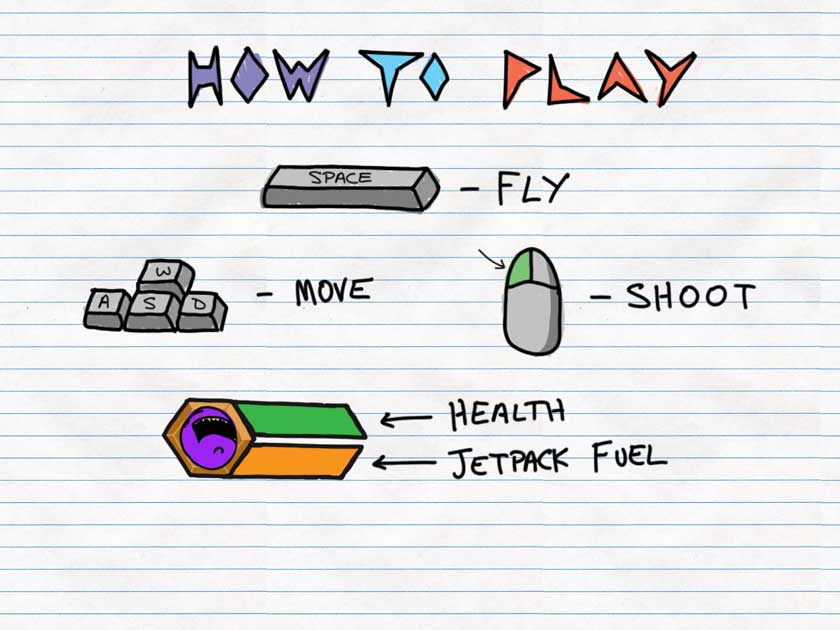 HOW TO PLAY
SPACE - FLY
W
A S D - MOVE
- SHOOT
HEALTH
JETPACK FUEL